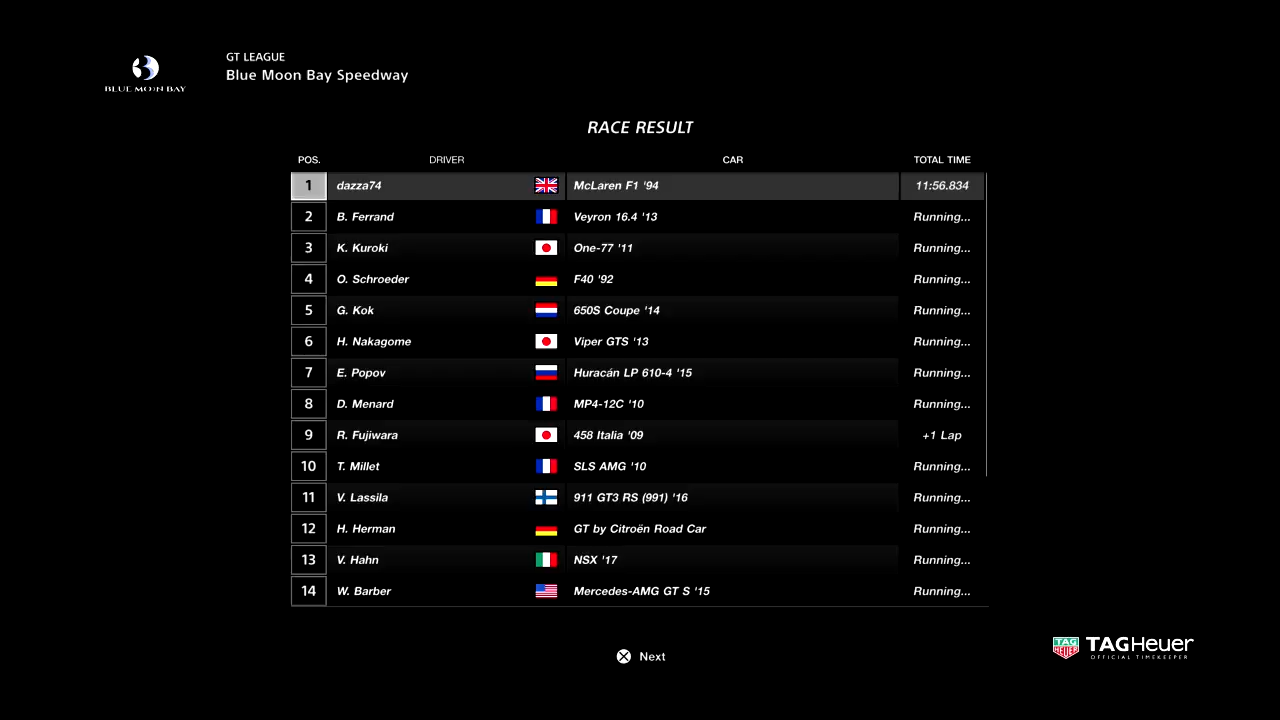 GT LEAGUE
Blue Moon Bay Speedway
BLUE MOON BAY
RACE RESULT
POS. DRIVER CAR TOTAL TIME
1 dazza74 McLaren F1 '94 11:56.834
2 B. Ferrand Veyron 16.4 '13 Running...
3 K. Kuroki One-77 '11 Running...
4 O. Schroeder F40 '92 Running...
5 G. Kok 650S Coupe '14 Running...
6 H. Nakagome Viper GTS '13 Running...
7 E. Popov Huracán LP 610-4 '15 Running...
8 D. Menard MP4-12C '10 Running...
9 R. Fujiwara 458 Italia '09 +1 Lap
10 T. Millet SLS AMG '10 Running...
11 V. Lassila 911 GT3 RS (991) '16 Running...
12 H. Herman GT by Citroën Road Car Running...
13 V. Hahn NSX '17 Running...
14 W. Barber Mercedes-AMG GT S '15 Running...
Next
TAG HEUER TAGHeuer
OFFICIAL TIMEKEEPER